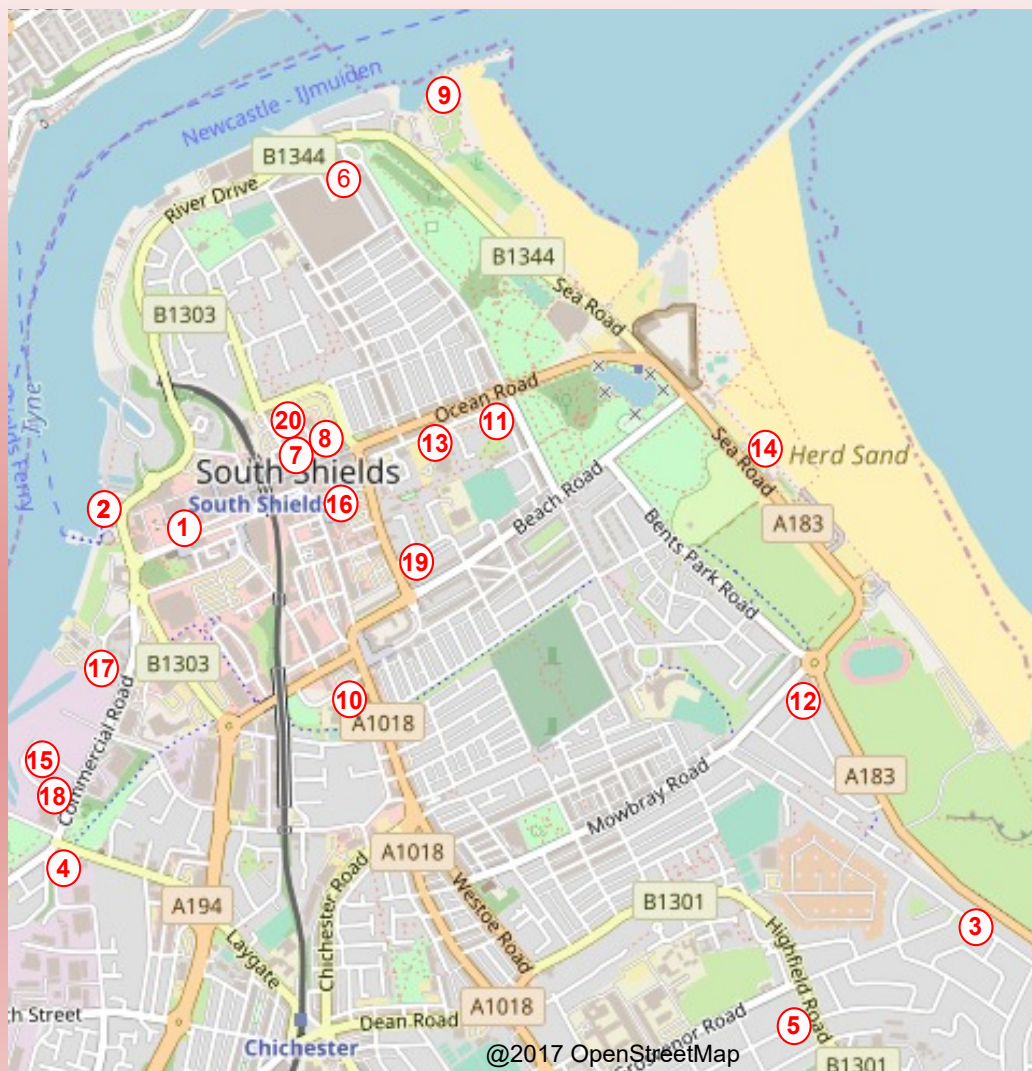 Newcastle - IJmuiden
9
B1344
6
River Drive
B1344
Sea Road
B1303
Tyne
Ocean Road
20
11
8
13
7
14
Sea Road
Herd Sand
South Shields
South Shields
16
2
1
Beach Road
Bents Park Road
A183
19
17
B1303
10
A1018
12
Commercial Road
15
18
A183
Mowbray Road
4
A1018
A194
Chichester Road
Westoe Road
B1301
3
Laygate
Highfield Road
A1018
Dean Road
5
Grosvenor Road
Chichester
@2017 OpenStreetMap
B1301